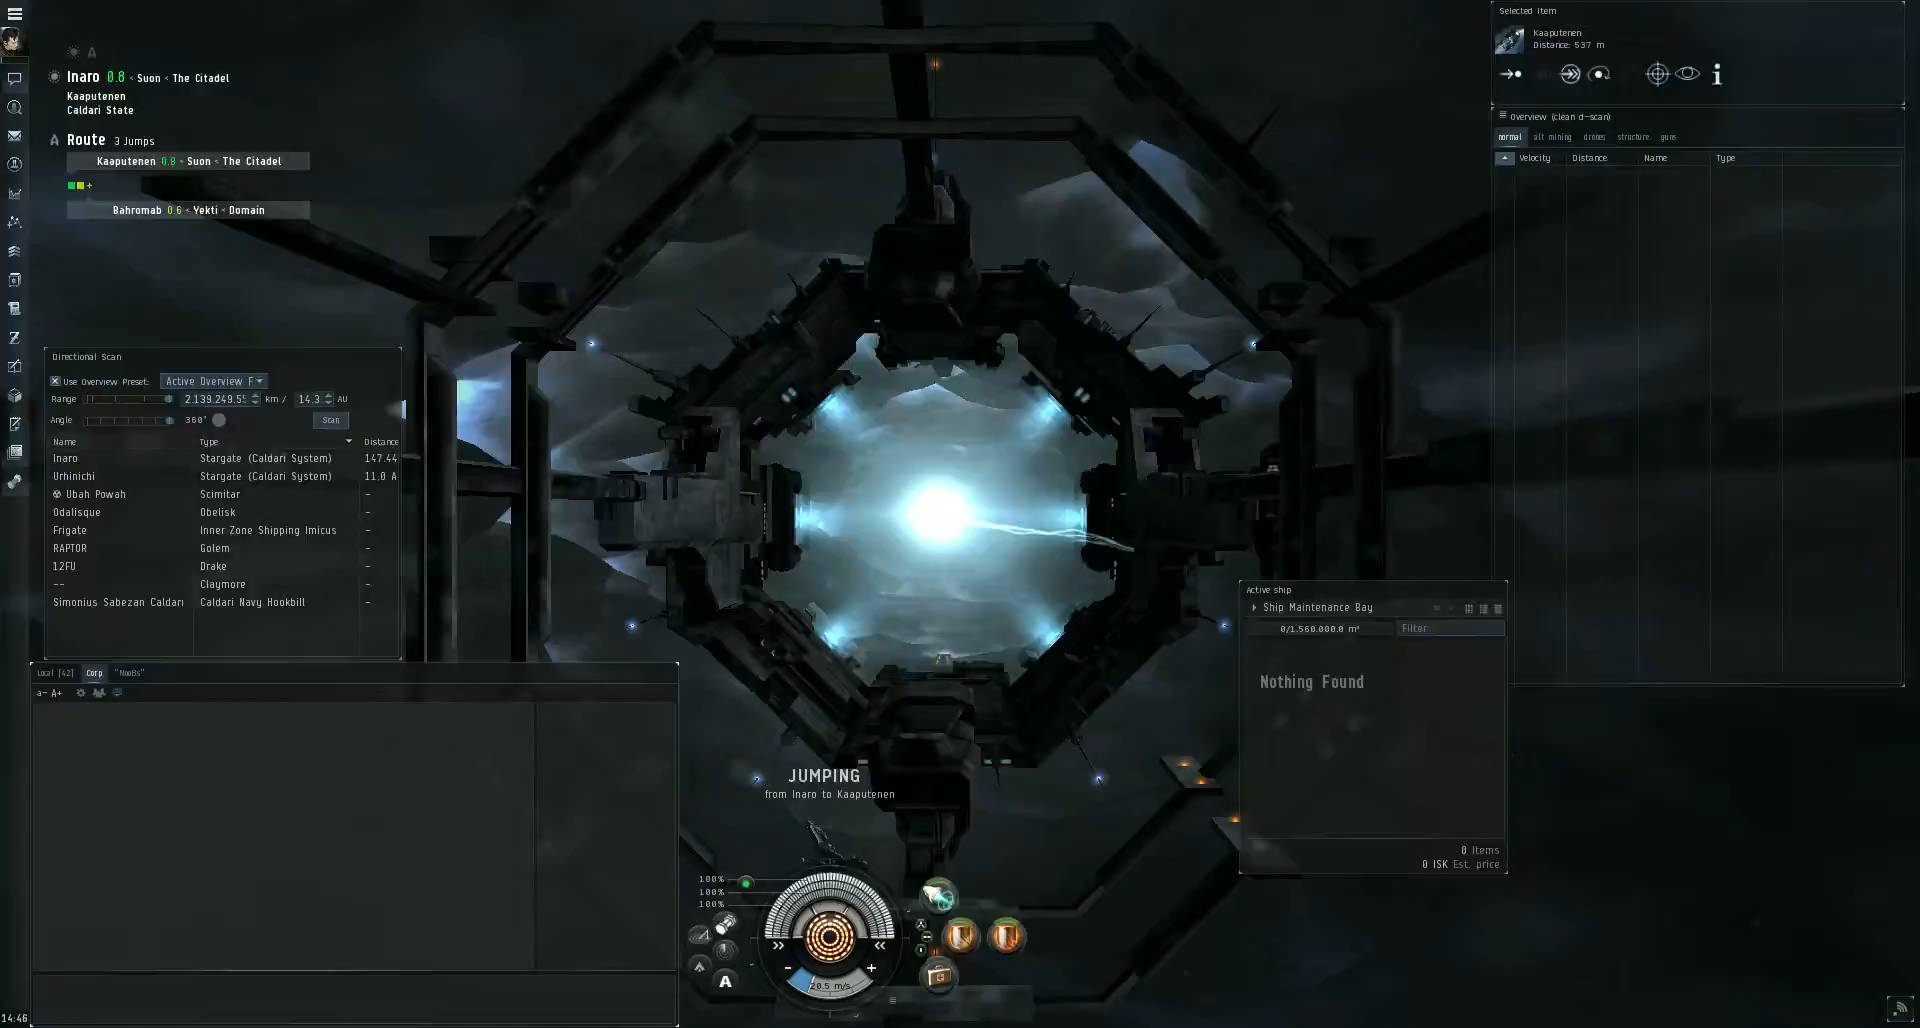 Inaro 0.8 < Suon < The Citadel
Kaaputenen
Caldari State
Route 3 Jumps
Kaaputenen 0.8 < Suon < The Citadel
Bahromab 0.6 < Yekti < Domain
Selected Item
Kaaputenen
Distance: 537 m
Overview (clean d-scan)
normal alt mining drones structure guns
Velocity Distance Name Type
Directional Scan
Use Overview Preset: Active Overview F
Range km / 14.3 AU
Angle 360° Scan
Name Type Distance
Inaro Stargate (Caldari System) 147.44
Urhinichi Stargate (Caldari System) 11.0 A
Ubah Powah Scimitar -
Odalisque Obelisk -
Frigate Inner Zone Shipping Imicus -
RAPTOR Golem -
12FU Drake -
-- Claymore -
Simonius Sabezan Caldari Caldari Navy Hookbill -
Local [42] Corp "NooBs"
a- A+
JUMPING
from Inaro to Kaaputenen
100%
100%
100%
20.5 m/s
Active ship
Ship Maintenance Bay
0/1.560.000.0 m³ Filter
Nothing Found
0 Items
0 ISK Est. price
14:46